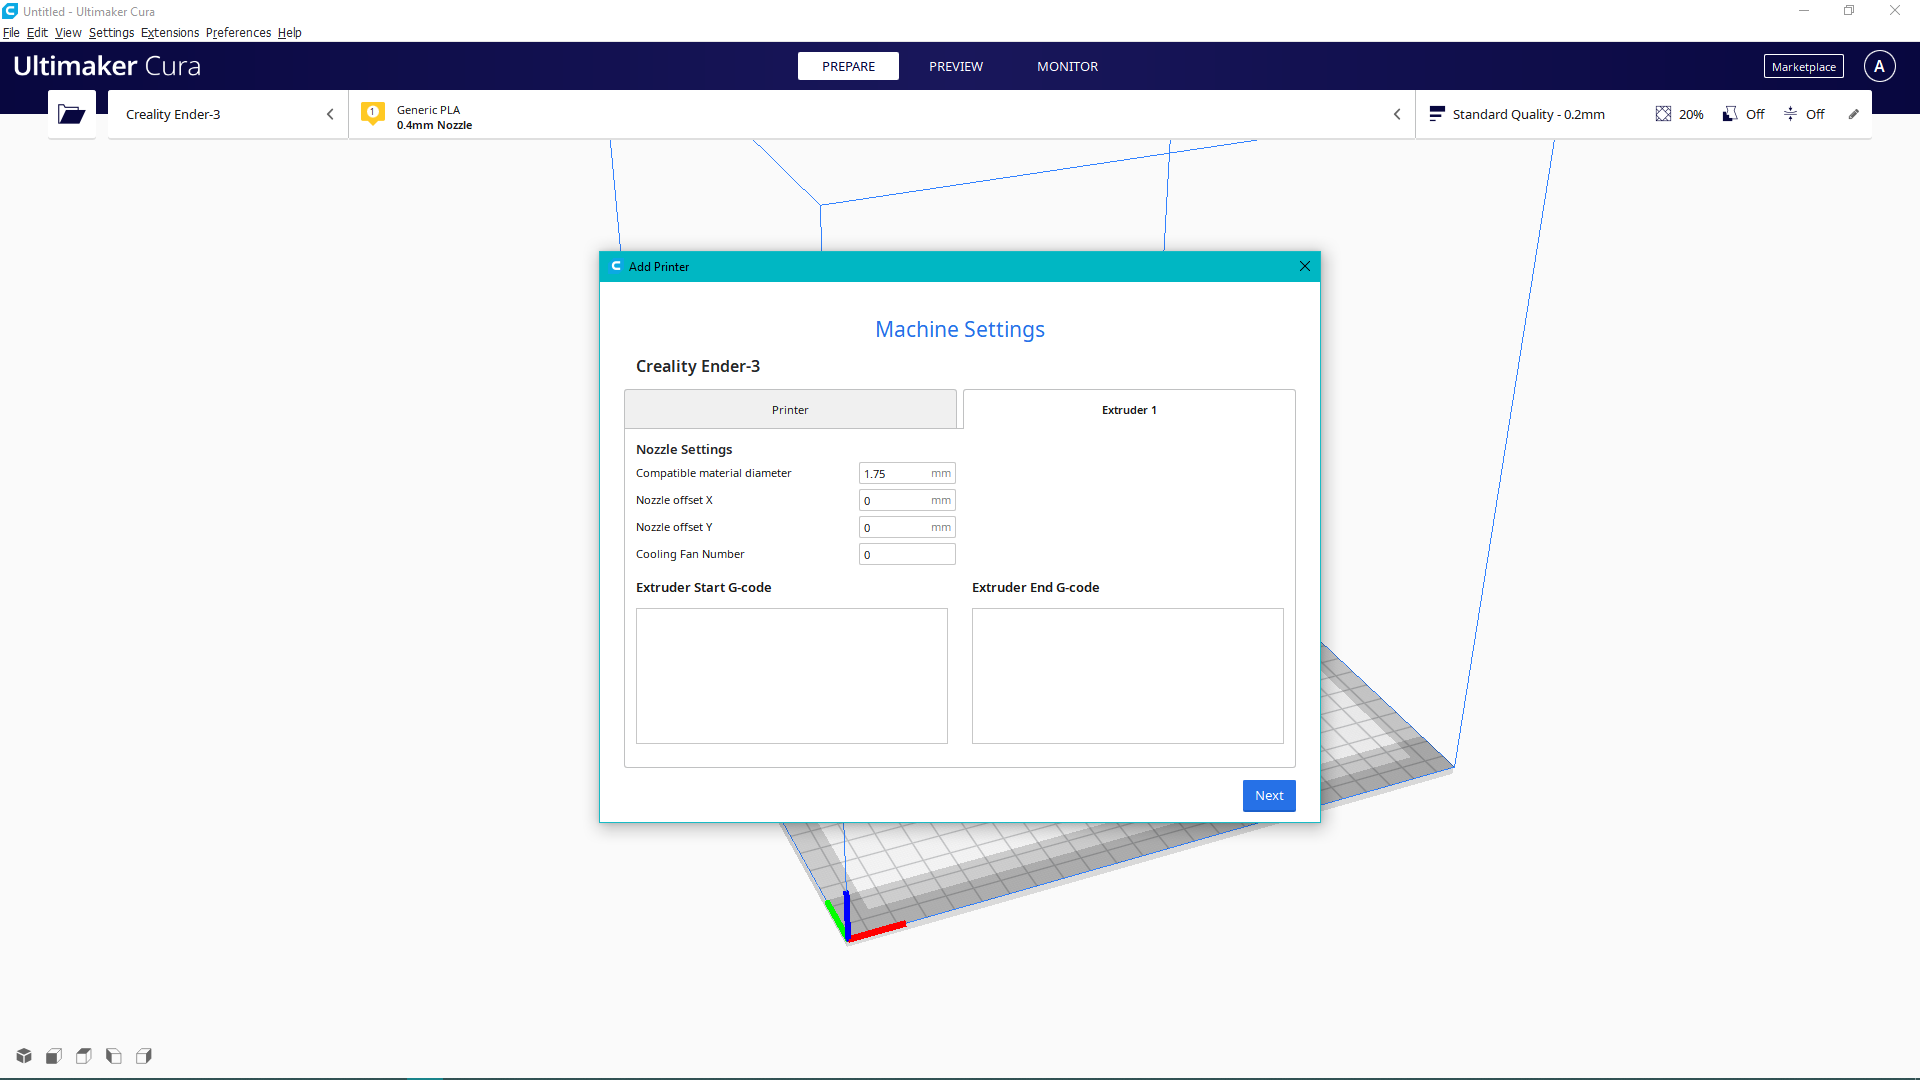 Untitled - Ultimaker Cura
File Edit View Settings Extensions Preferences Help
Ultimaker Cura
PREPARE
PREVIEW
MONITOR
Marketplace
A
Creality Ender-3
1
Generic PLA
0.4mm Nozzle
Standard Quality - 0.2mm
20%
Off
Off
Add Printer
Machine Settings
Creality Ender-3
Printer
Extruder 1
Nozzle Settings
Compatible material diameter 1.75 mm
Nozzle offset X 0 mm
Nozzle offset Y 0 mm
Cooling Fan Number 0
Extruder Start G-code
Extruder End G-code
Next